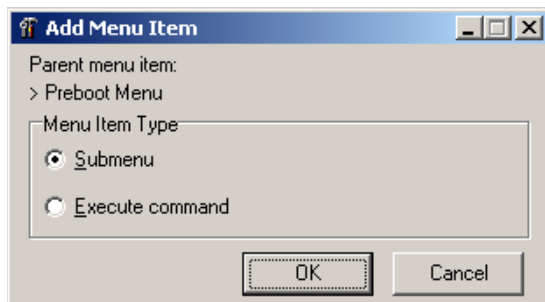 Add Menu Item
Parent menu item:
> Preboot Menu
Menu Item Type
Submenu
Execute command
OK
Cancel